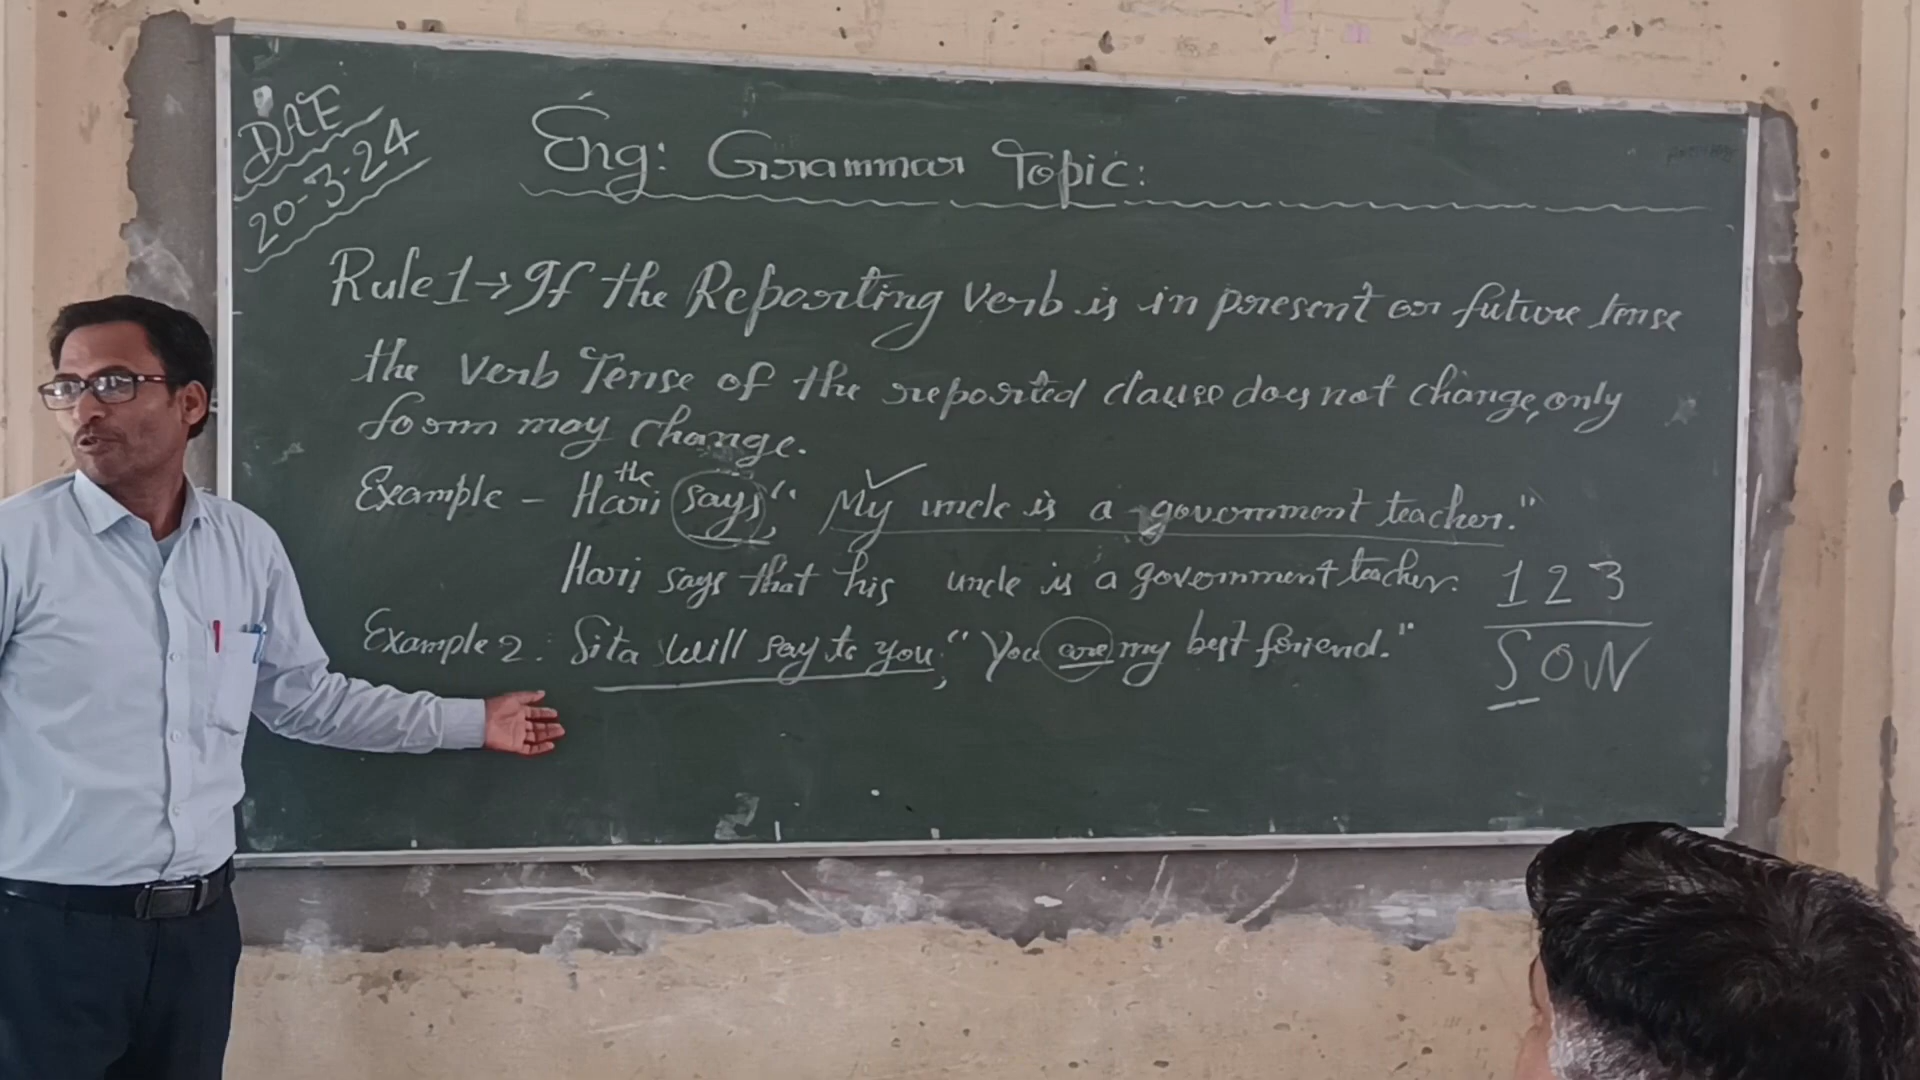 DATE
20-3-24
Eng: Grammar Topic:
Rule1→If the Reporting Verb is in present or future tense
the Verb Tense of the reported clause does not change, only
form may change.
the
Example - Hari says, " My uncle is a government teacher."
Hari says that his uncle is a government teacher.
1 2 3
Example 2. : Sita will say to you, " You are my best friend."
S O N